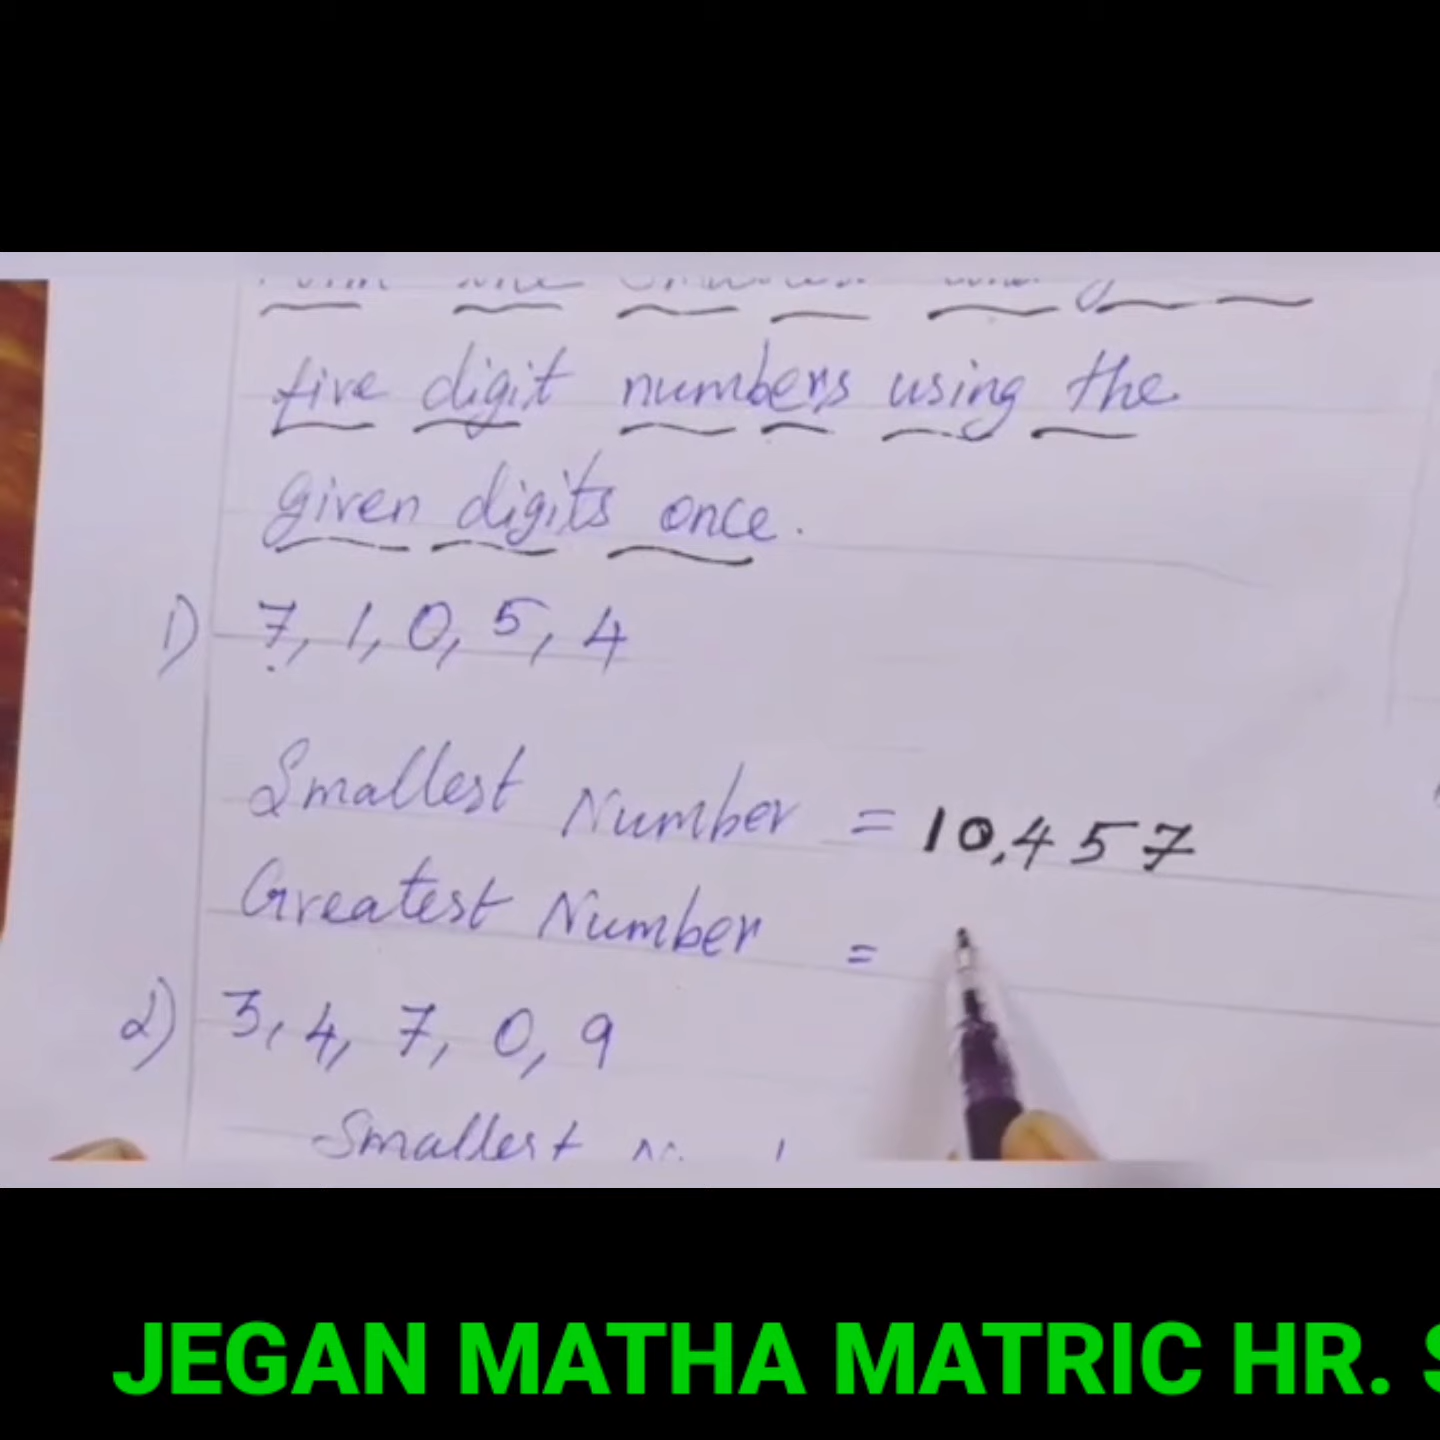 five digit numbers using the
given digits once.
1) 7, 1, 0, 5, 4
Smallest Number = 10,457
Greatest Number =
2) 3, 4, 7, 0, 9
Smallest
JEGAN MATHA MATRIC HR. S